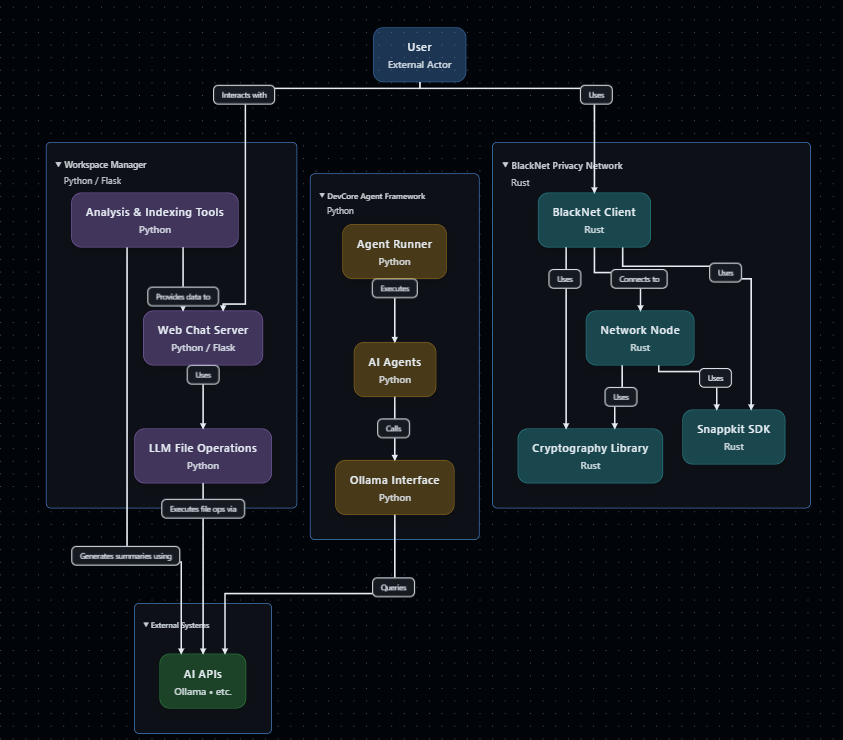 User
External Actor
Interacts with
Uses
Workspace Manager
Python / Flask
Analysis & Indexing Tools
Python
Provides data to
Web Chat Server
Python / Flask
Uses
LLM File Operations
Python
Executes file ops via
Generates summaries using
DevCore Agent Framework
Python
Agent Runner
Python
Executes
AI Agents
Python
Calls
Ollama Interface
Python
Queries
BlackNet Privacy Network
Rust
BlackNet Client
Rust
Uses
Connects to
Uses
Network Node
Rust
Uses
Uses
Cryptography Library
Rust
Snappkit SDK
Rust
External Systems
AI APIs
Ollama • etc.